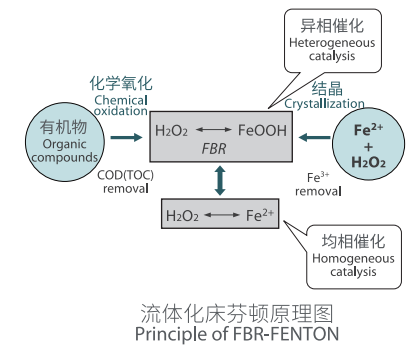 异相催化
Heterogeneous
catalysis
化学氧化
Chemical
oxidation
结晶
Crystallization
有机物
Organic
compounds
H₂O₂ ⟷ FeOOH
FBR
Fe²⁺
+
H₂O₂
COD(TOC)
removal
Fe³⁺
removal
H₂O₂ ⟷ Fe²⁺
均相催化
Homogeneous
catalysis
流体化床芬顿原理图
Principle of FBR-FENTON